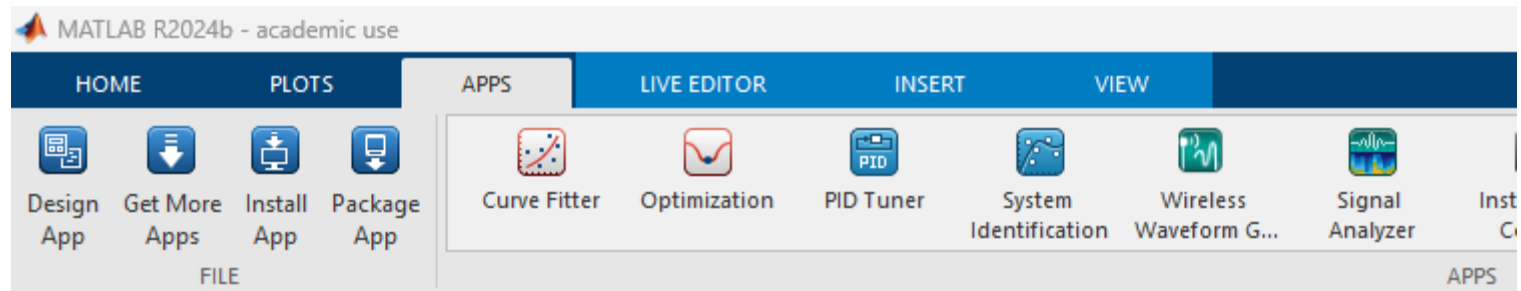 MATLAB R2024b - academic use
HOME PLOTS APPS LIVE EDITOR INSERT VIEW
Design App
Get More Apps
Install App
Package App
Curve Fitter
Optimization
PID
PID Tuner
System Identification
Wireless Waveform G...
Signal Analyzer
FILE
APPS